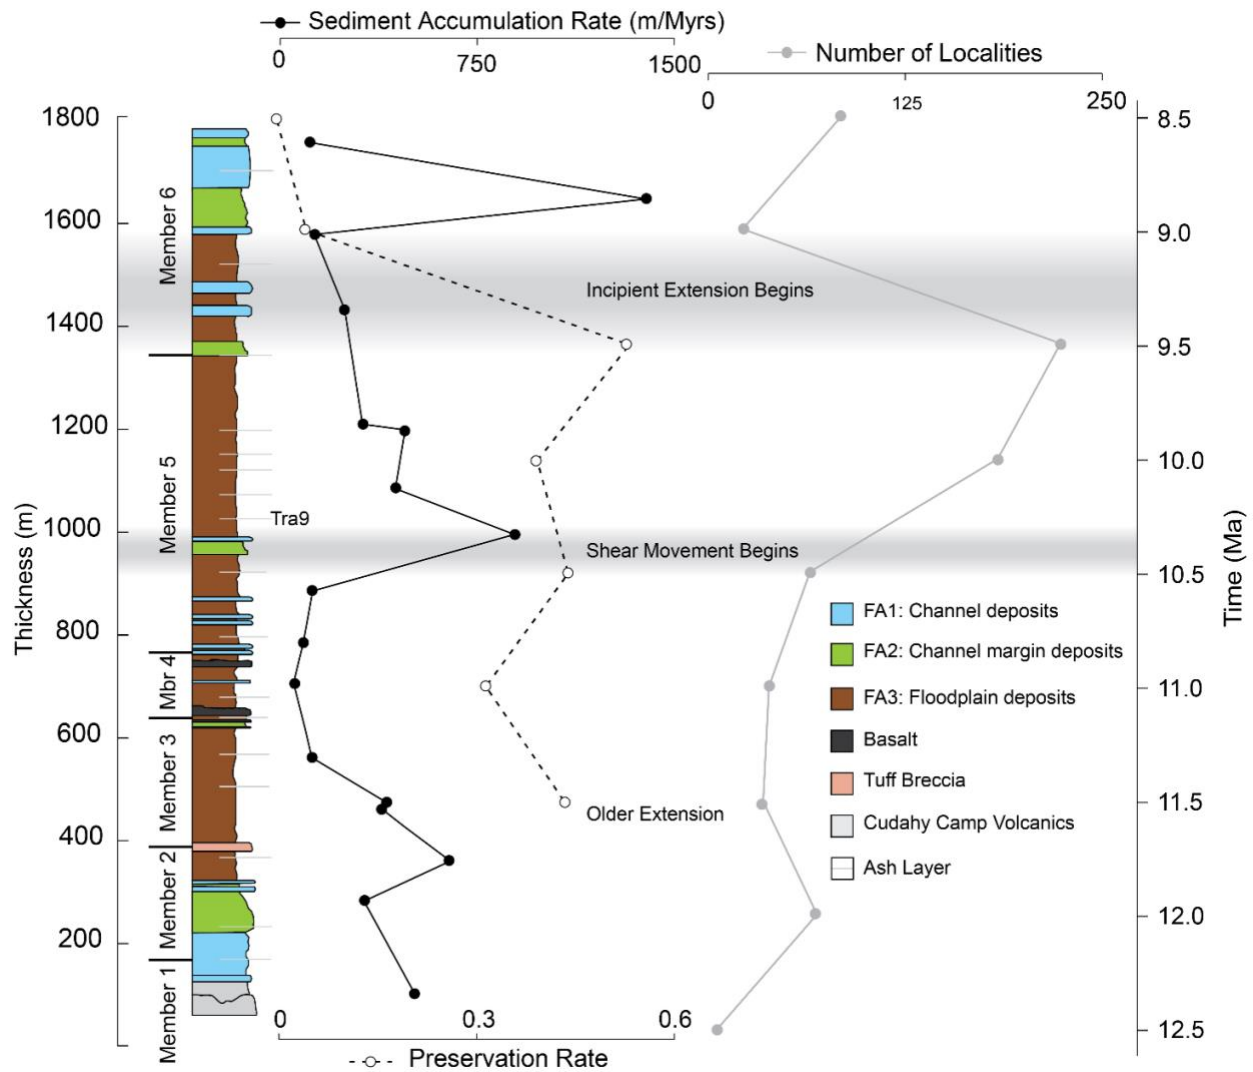 Sediment Accumulation Rate (m/Myrs)
0 750 1500
Number of Localities
0 125 250
1800
1600
1400
1200
1000
800
600
400
200
Thickness (m)
Member 6
Member 5
Mbr 4
Member 3
Member 2
Member 1
Tra9
Incipient Extension Begins
Shear Movement Begins
Older Extension
FA1: Channel deposits
FA2: Channel margin deposits
FA3: Floodplain deposits
Basalt
Tuff Breccia
Cudahy Camp Volcanics
Ash Layer
8.5
9.0
9.5
10.0
10.5
11.0
11.5
12.0
12.5
Time (Ma)
0 0.3 0.6
Preservation Rate